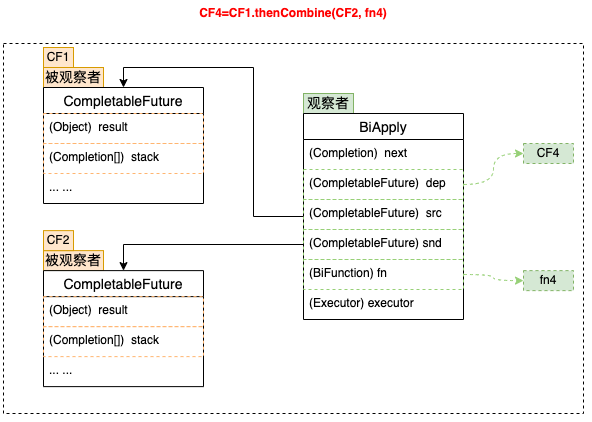 CF4=CF1.thenCombine(CF2, fn4)
CF1
被观察者
CompletableFuture
(Object) result
(Completion[]) stack
... ...
CF2
被观察者
CompletableFuture
(Object) result
(Completion[]) stack
... ...
观察者
BiApply
(Completion) next
(CompletableFuture) dep
(CompletableFuture) src
(CompletableFuture) snd
(BiFunction) fn
(Executor) executor
CF4
fn4